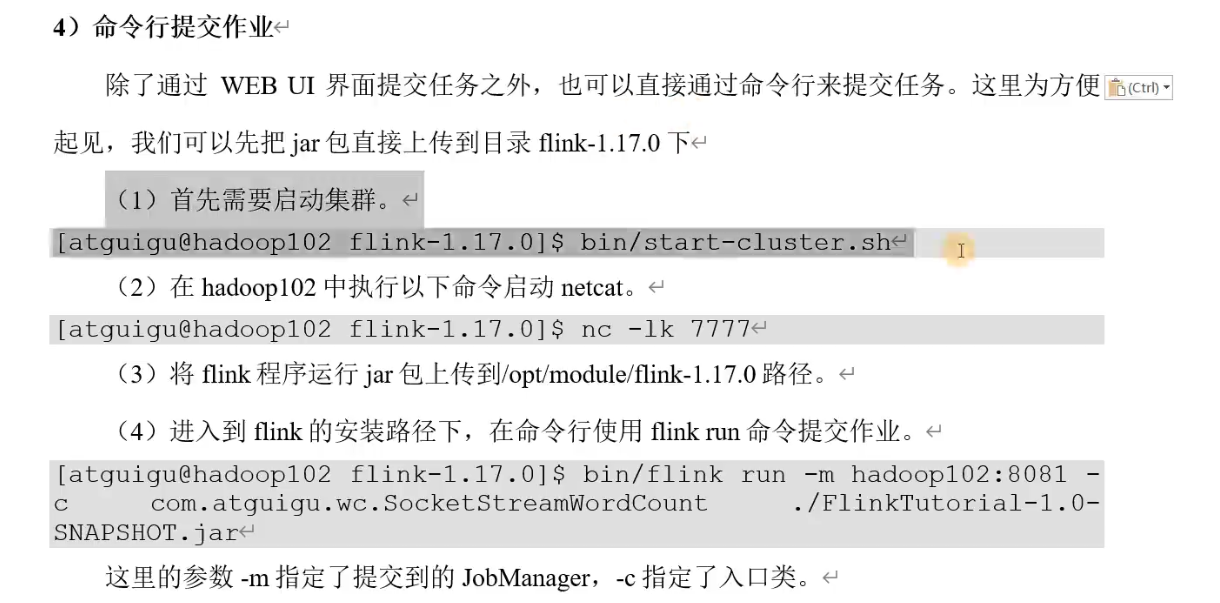 4）命令行提交作业↵
除了通过 WEB UI 界面提交任务之外，也可以直接通过命令行来提交任务。这里为方便
(Ctrl)
起见，我们可以先把 jar 包直接上传到目录 flink-1.17.0 下↵
（1）首先需要启动集群。↵
[atguigu@hadoop102 flink-1.17.0]$ bin/start-cluster.sh↵
（2）在 hadoop102 中执行以下命令启动 netcat。↵
[atguigu@hadoop102 flink-1.17.0]$ nc -lk 7777↵
（3）将 flink 程序运行 jar 包上传到/opt/module/flink-1.17.0 路径。↵
（4）进入到 flink 的安装路径下，在命令行使用 flink run 命令提交作业。↵
[atguigu@hadoop102 flink-1.17.0]$ bin/flink run -m hadoop102:8081 -
c com.atguigu.wc.SocketStreamWordCount ./FlinkTutorial-1.0-
SNAPSHOT.jar↵
这里的参数 -m 指定了提交到的 JobManager，-c 指定了入口类。↵